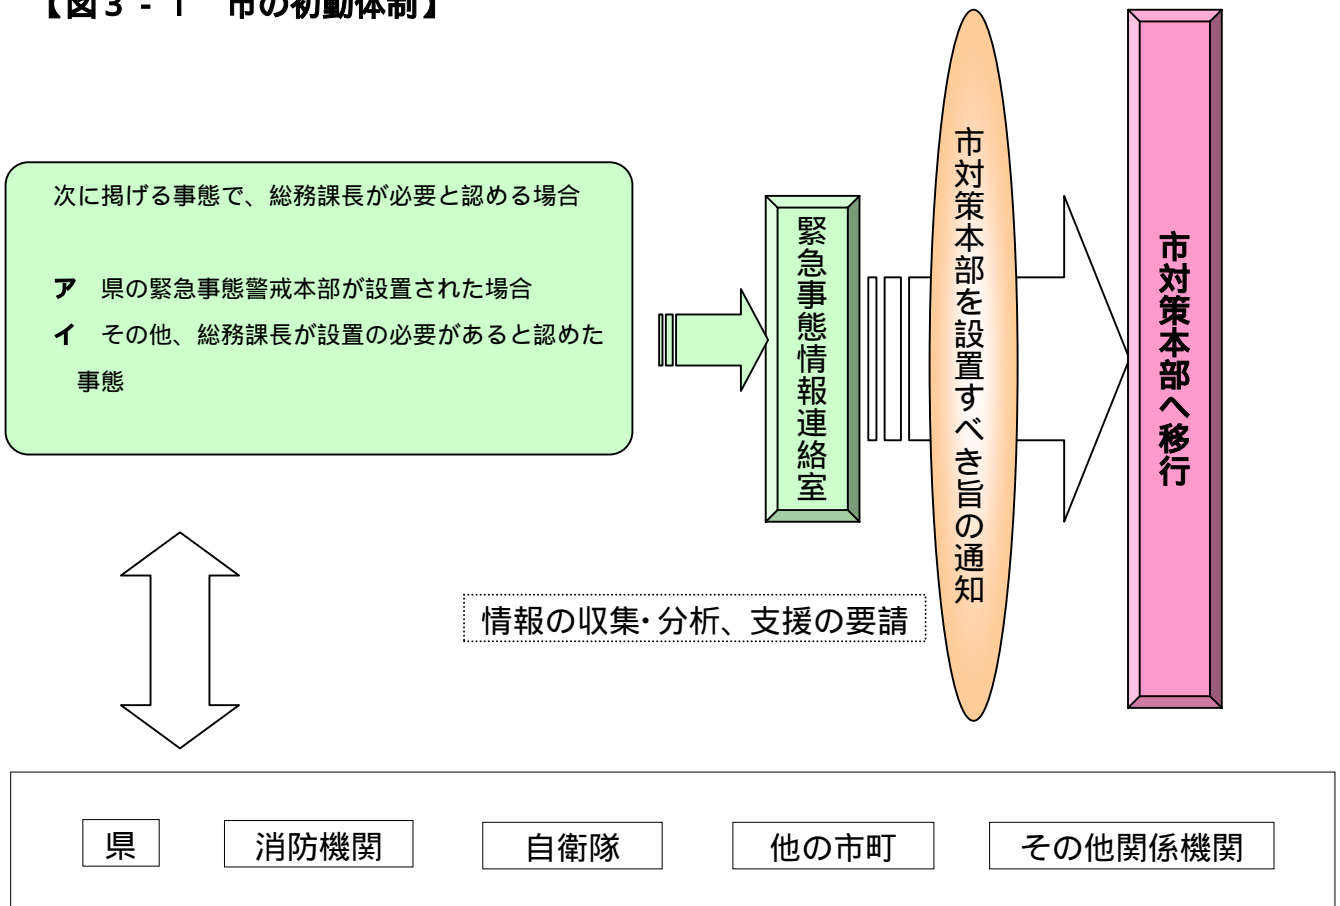 【図３－１　市の初動体制】
次に掲げる事態で、総務課長が必要と認める場合
ア　県の緊急事態警戒本部が設置された場合
イ　その他、総務課長が設置の必要があると認めた
事態
緊急事態情報連絡室
市対策本部を設置すべき旨の通知
市対策本部へ移行
情報の収集・分析、支援の要請
県
消防機関
自衛隊
他の市町
その他関係機関